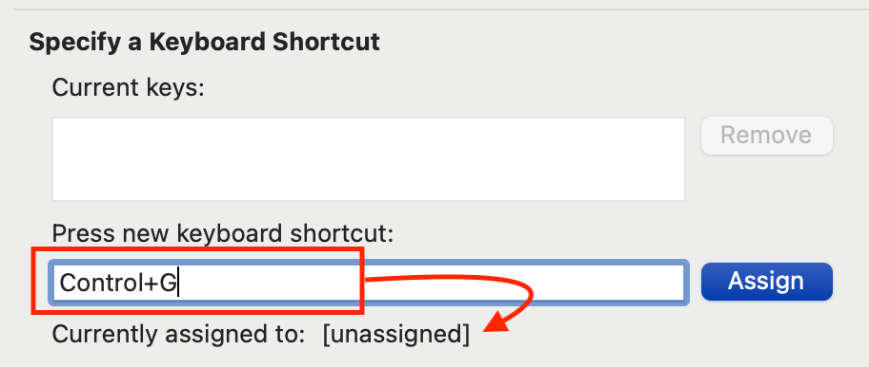 Specify a Keyboard Shortcut
Current keys:
Remove
Press new keyboard shortcut:
Control+G
Assign
Currently assigned to: [unassigned]